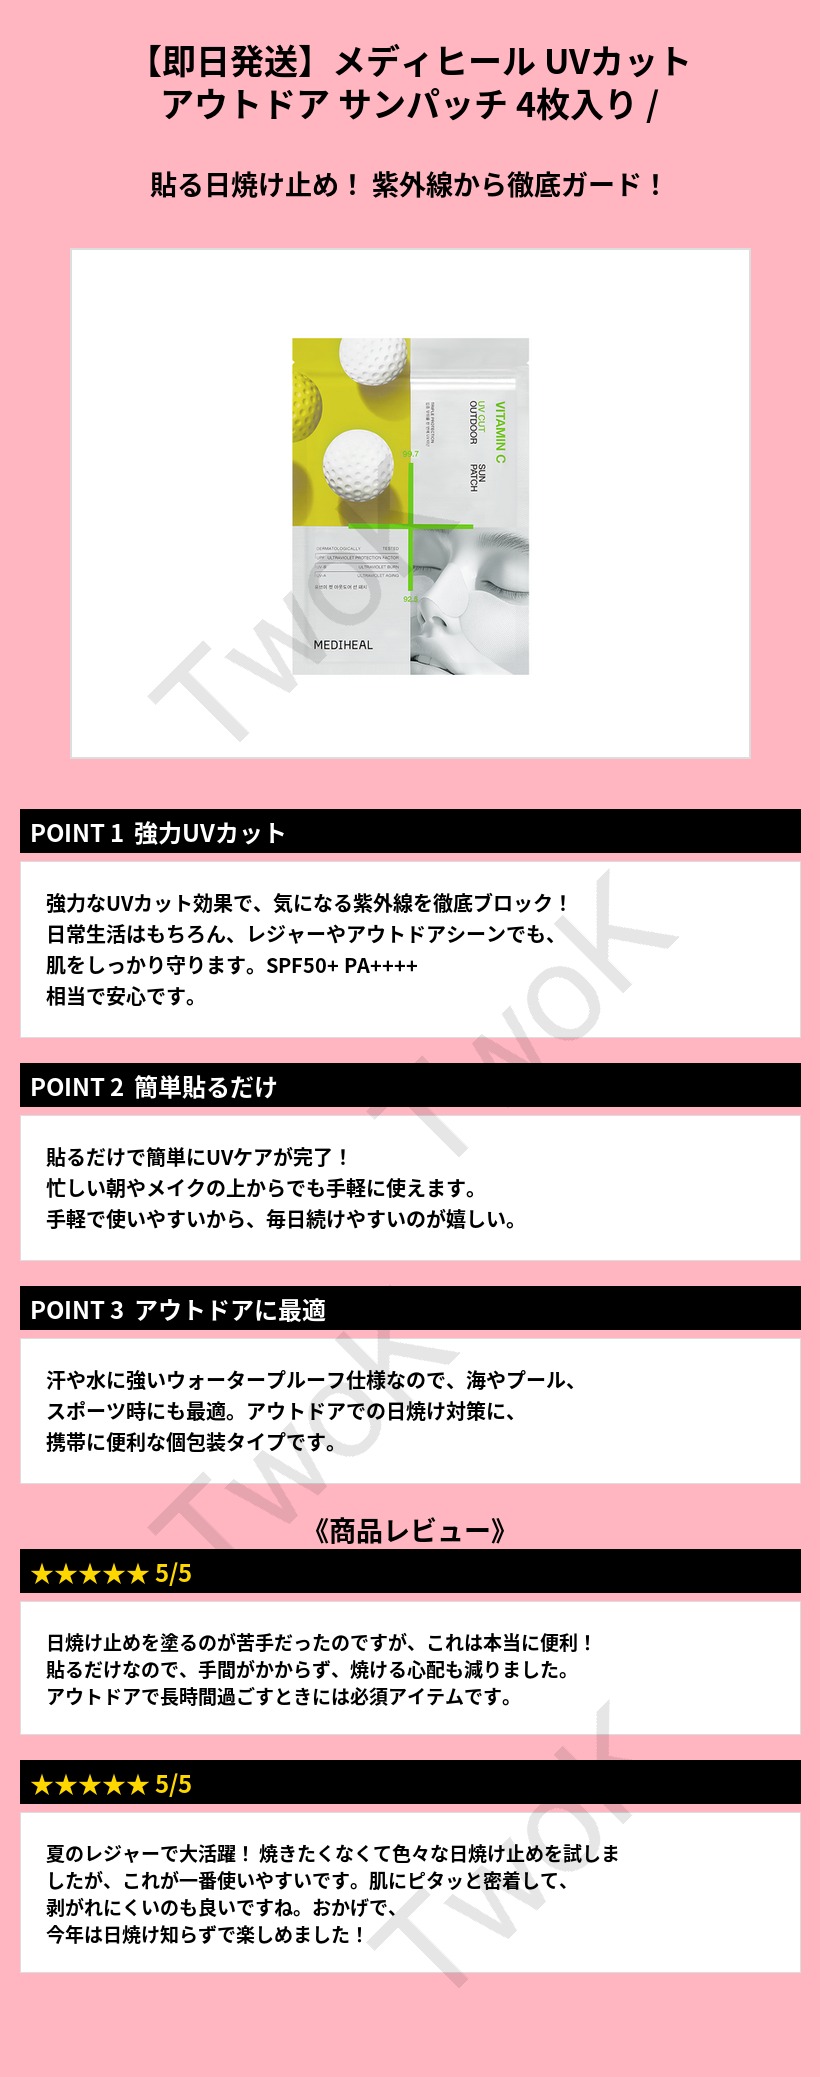 【即日発送】メディヒール UVカット
アウトドア サンパッチ 4枚入り /
貼る日焼け止め！ 紫外線から徹底ガード！
VITAMIN C
UV CUT
OUTDOOR
SUN
PATCH
TRIPLE PROTECTION
99.7
DERMATOLOGICALLY TESTED
UPF ULTRAVIOLET PROTECTION FACTOR
UV-B ULTRAVIOLET BURN
UV-A ULTRAVIOLET AGING
MEDIHEAL
TwoK
POINT 1 強力UVカット
強力なUVカット効果で、気になる紫外線を徹底ブロック！
日常生活はもちろん、レジャーやアウトドアシーンでも、
肌をしっかり守ります。SPF50+ PA++++
相当で安心です。
TwoK
POINT 2 簡単貼るだけ
貼るだけで簡単にUVケアが完了！
忙しい朝やメイクの上からでも手軽に使えます。
手軽で使いやすいから、毎日続けやすいのが嬉しい。
POINT 3 アウトドアに最適
汗や水に強いウォータープルーフ仕様なので、海やプール、
スポーツ時にも最適。アウトドアでの日焼け対策に、
携帯に便利な個包装タイプです。
TwoK
《商品レビュー》
★★★★★ 5/5
日焼け止めを塗るのが苦手だったのですが、これは本当に便利！
貼るだけなので、手間がかからず、焼ける心配も減りました。
アウトドアで長時間過ごすときには必須アイテムです。
★★★★★ 5/5
夏のレジャーで大活躍！ 焼きたくなくて色々な日焼け止めを試しま
したが、これが一番使いやすいです。肌にピタッと密着して、
剥がれにくいのも良いですね。おかげで、
今年は日焼け知らずで楽しめました！
TwoK